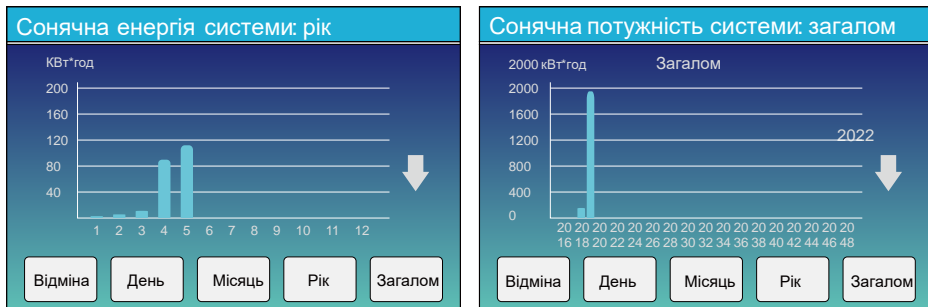 Сонячна енергія системи: рік
КВт*год
200
160
120
80
40
1 2 3 4 5 6 7 8 9 10 11 12
Відміна День Місяць Рік Загалом
Сонячна потужність системи: загалом
2000 кВт*год Загалом
2000
1600
1200
2022
800
400
0
20 20 20 20 20 20 20 20 20 20 20 20 20 20 20 20 20
16 18 20 22 24 26 28 30 32 34 36 38 40 42 44 46 48
Відміна День Місяць Рік Загалом